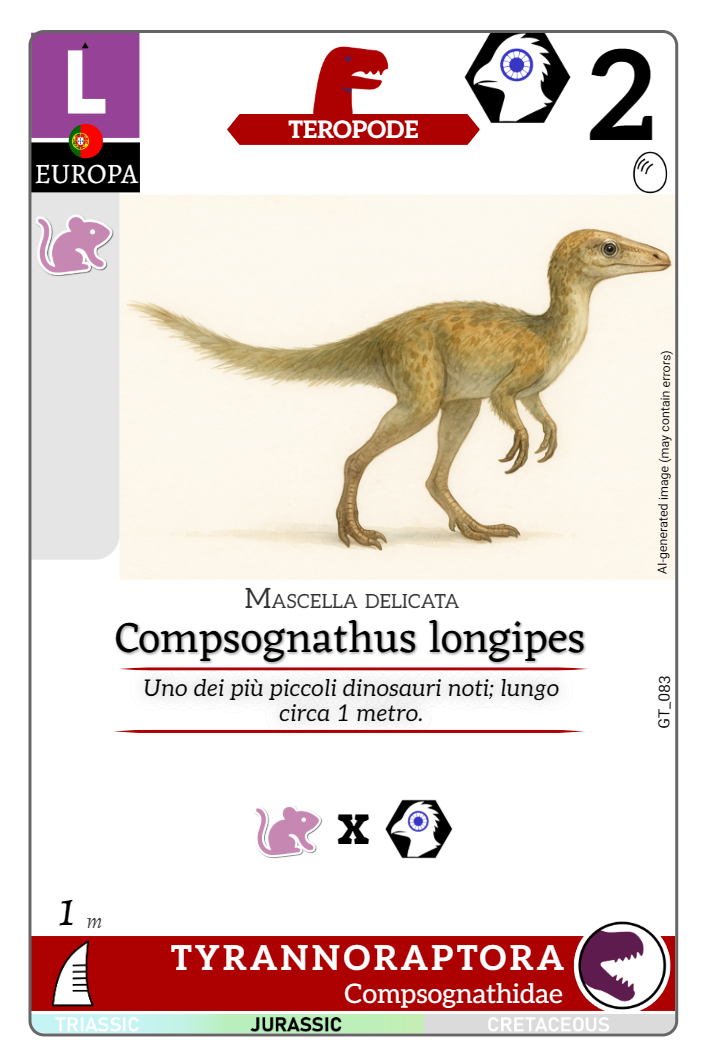 L
EUROPA
TEROPODE
2
AI-generated image (may contain errors)
Mascella delicata
Compsognathus longipes
Uno dei più piccoli dinosauri noti; lungo
circa 1 metro.
GT_083
x
1 m
TYRANNORAPTORA
Compsognathidae
TRIASSIC JURASSIC CRETACEOUS